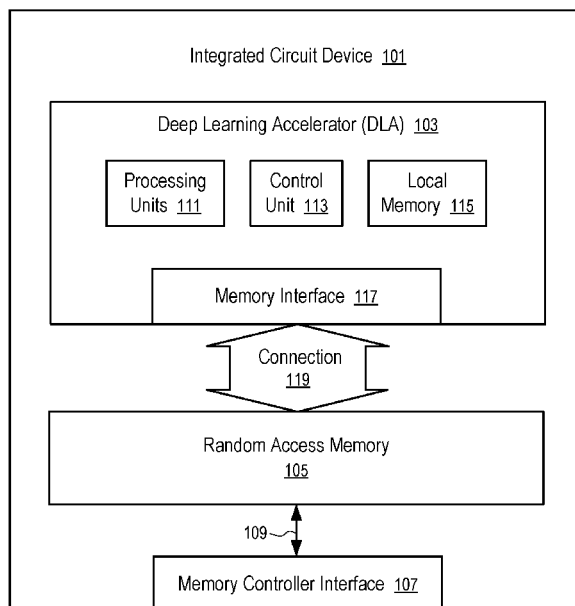 Integrated Circuit Device 101
Deep Learning Accelerator (DLA) 103
Processing
Units 111
Control
Unit 113
Local
Memory 115
Memory Interface 117
Connection
119
Random Access Memory
105
109
Memory Controller Interface 107